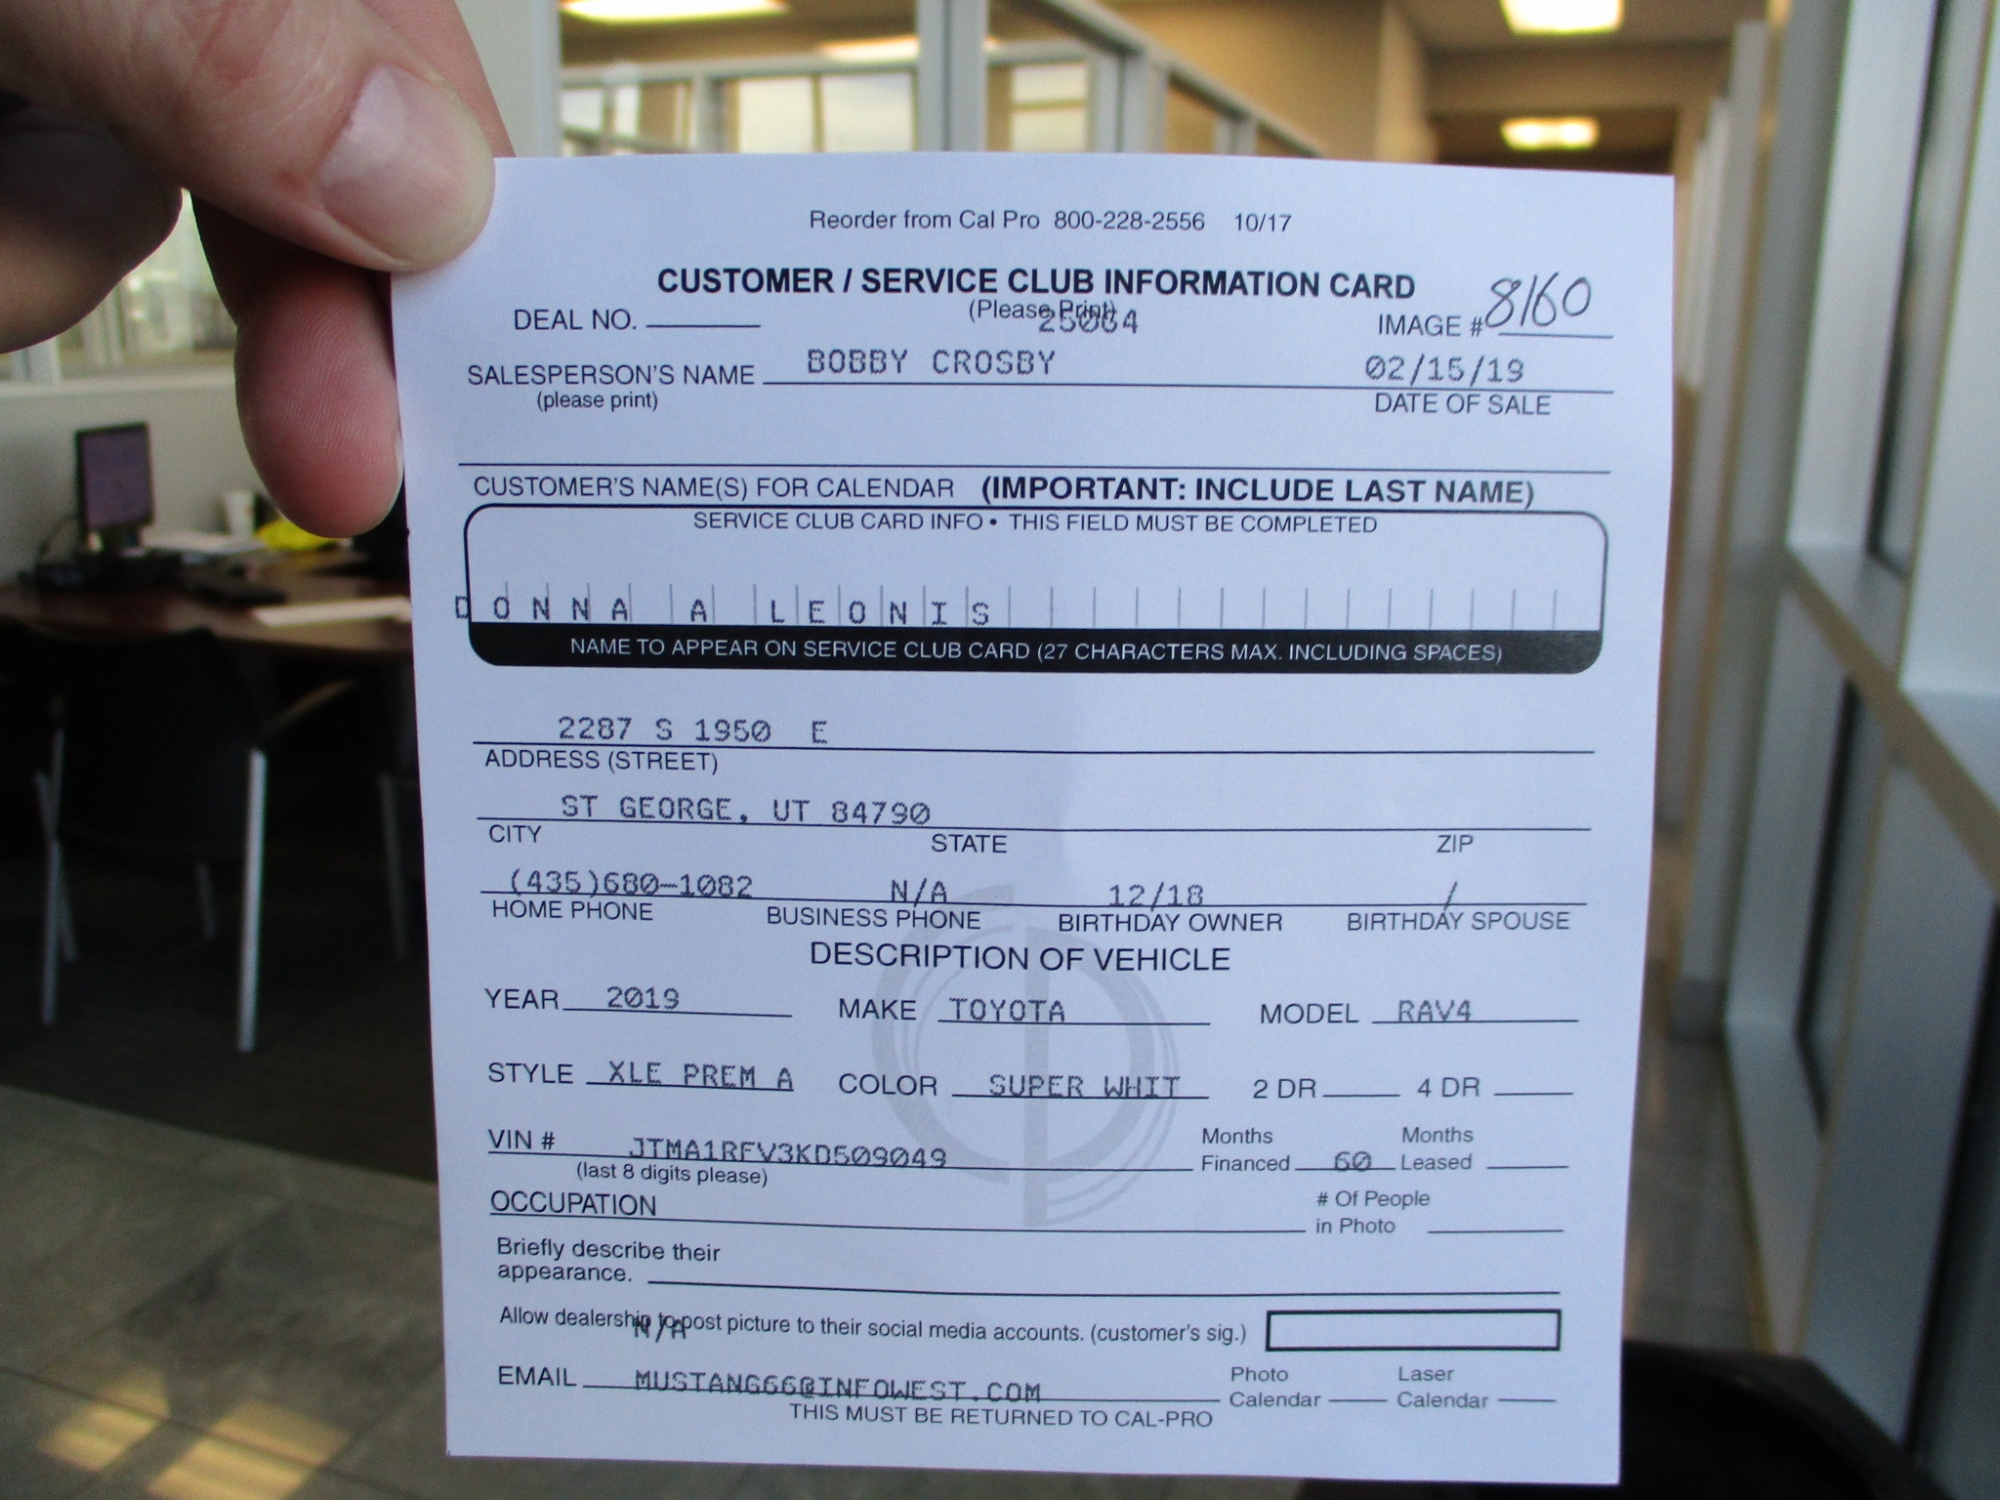 Reorder from Cal Pro 800-228-2556 10/17
CUSTOMER / SERVICE CLUB INFORMATION CARD
(Please Print)
DEAL NO. 25064 IMAGE # 8160
SALESPERSON'S NAME BOBBY CROSBY 02/15/19
(please print) DATE OF SALE
CUSTOMER'S NAME(S) FOR CALENDAR (IMPORTANT: INCLUDE LAST NAME)
SERVICE CLUB CARD INFO • THIS FIELD MUST BE COMPLETED
DONNA A LEONIS
NAME TO APPEAR ON SERVICE CLUB CARD (27 CHARACTERS MAX. INCLUDING SPACES)
2287 S 1950 E
ADDRESS (STREET)
ST GEORGE, UT 84790
CITY STATE ZIP
(435)680-1082 N/A 12/18 /
HOME PHONE BUSINESS PHONE BIRTHDAY OWNER BIRTHDAY SPOUSE
DESCRIPTION OF VEHICLE
YEAR 2019 MAKE TOYOTA MODEL RAV4
STYLE XLE PREM A COLOR SUPER WHIT 2 DR 4 DR
VIN # JTMA1RFV3KD509049 Months Financed 60 Months Leased
(last 8 digits please)
OCCUPATION # Of People in Photo
Briefly describe their
appearance.
Allow dealership to post picture to their social media accounts. (customer's sig.)
N/A
EMAIL MUSTANG66@INFOWEST.COM Photo Calendar Laser Calendar
THIS MUST BE RETURNED TO CAL-PRO